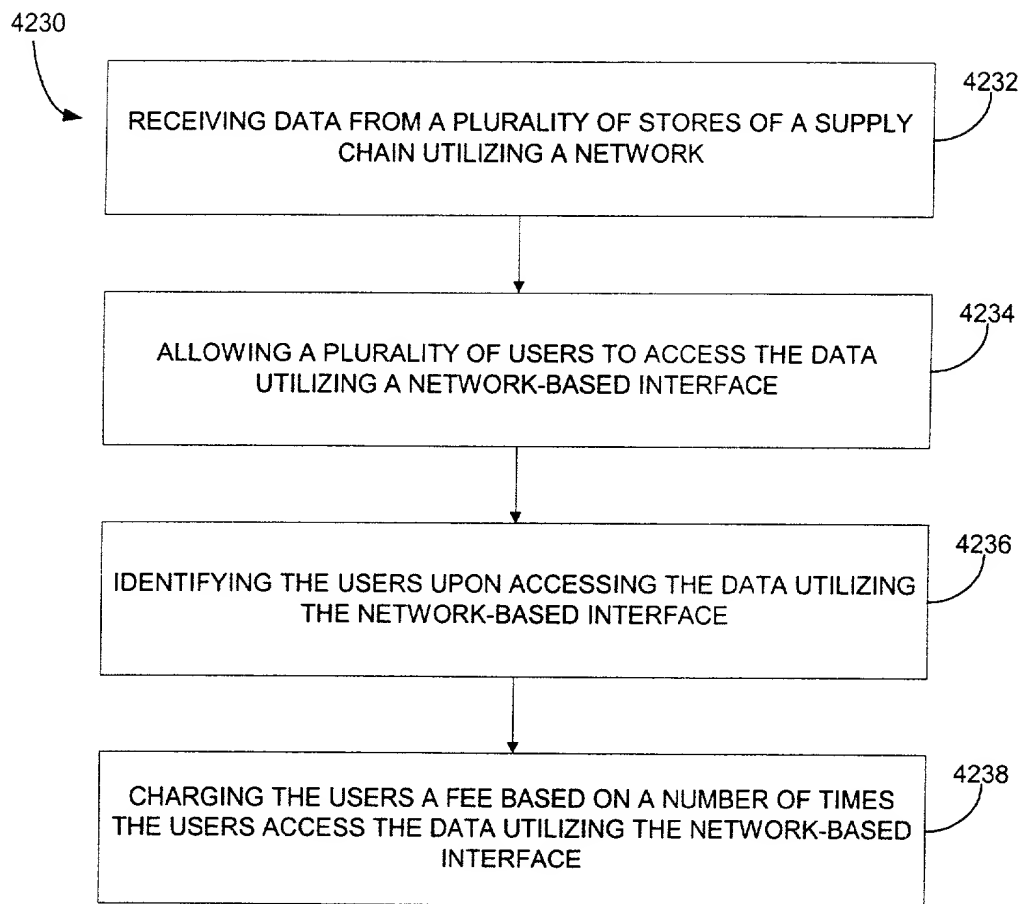 4230
4232
RECEIVING DATA FROM A PLURALITY OF STORES OF A SUPPLY
CHAIN UTILIZING A NETWORK
4234
ALLOWING A PLURALITY OF USERS TO ACCESS THE DATA
UTILIZING A NETWORK-BASED INTERFACE
4236
IDENTIFYING THE USERS UPON ACCESSING THE DATA UTILIZING
THE NETWORK-BASED INTERFACE
4238
CHARGING THE USERS A FEE BASED ON A NUMBER OF TIMES
THE USERS ACCESS THE DATA UTILIZING THE NETWORK-BASED
INTERFACE